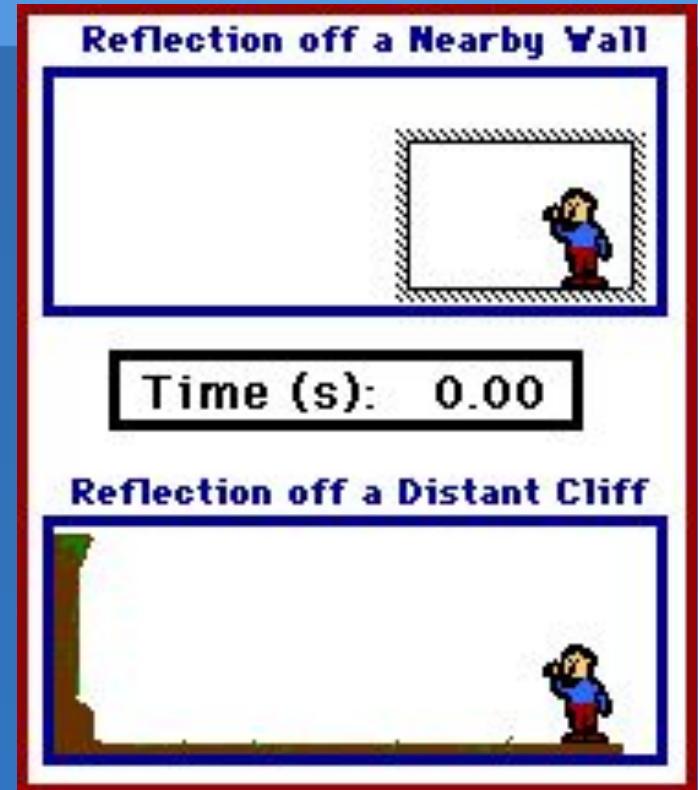 Reflection off a Nearby Wall
Time (s): 0.00
Reflection off a Distant Cliff